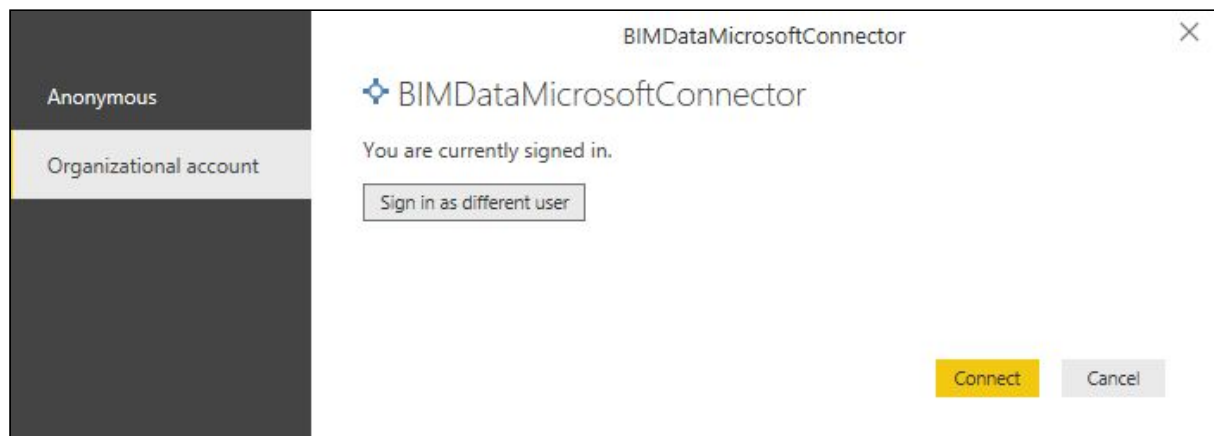 BIMDataMicrosoftConnector
Anonymous
Organizational account
BIMDataMicrosoftConnector
You are currently signed in.
Sign in as different user
Connect
Cancel